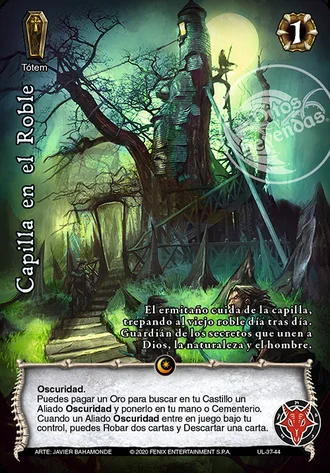 1
Tótem
Capilla en el Roble
Mitos y
Leyendas
El ermitaño cuida de la capilla,
trepando al viejo roble día tras día.
Guardián de los secretos que unen a
Dios, la naturaleza y el hombre.
Oscuridad.
Puedes pagar un Oro para buscar en tu Castillo un
Aliado Oscuridad y ponerlo en tu mano o Cementerio.
Cuando un Aliado Oscuridad entre en juego bajo tu
control, puedes Robar dos cartas y Descartar una carta.
ARTE: JAVIER BAHAMONDE
© 2020 FENIX ENTERTAINMENT S.P.A.
UL-37-44